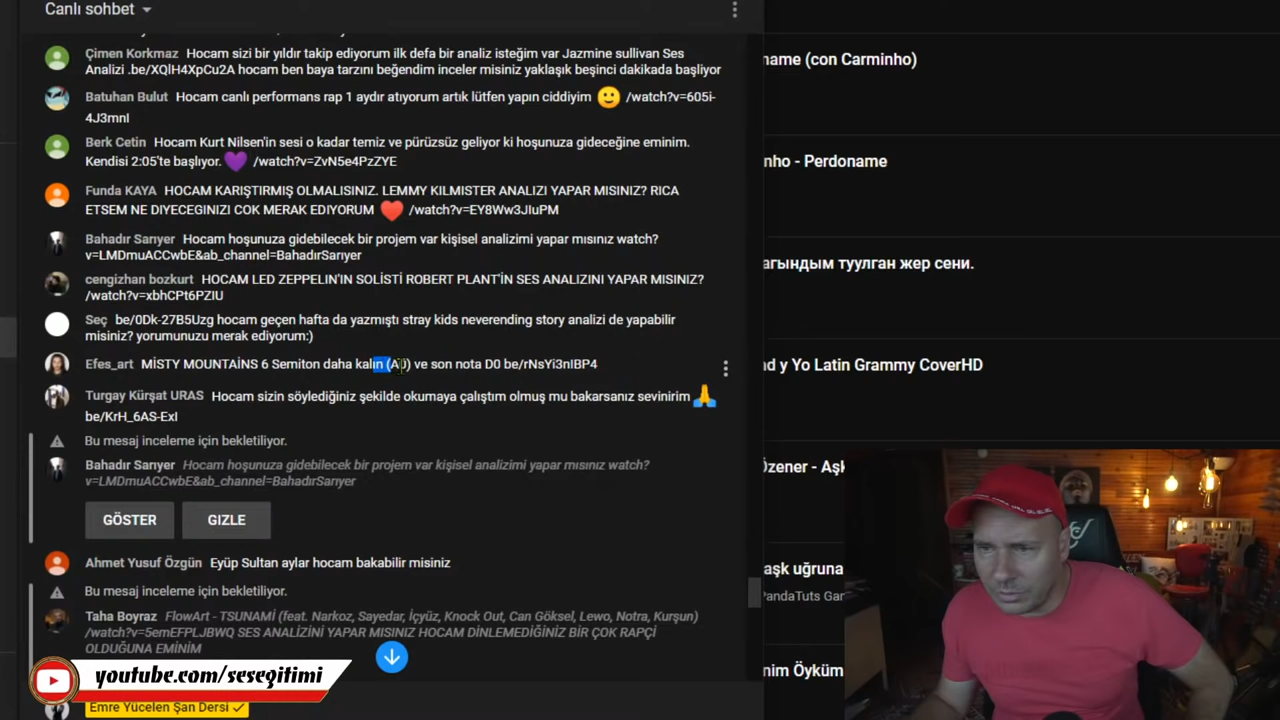 Canlı sohbet
Çimen Korkmaz Hocam sizi bir yıldır takip ediyorum ilk defa bir analiz isteğim var Jazmine sullivan Ses
Analizi .be/XQlH4XpCu2A hocam ben baya tarzını beğendim inceler misiniz yaklaşık beşinci dakikada başlıyor
Batuhan Bulut Hocam canlı performans rap 1 aydır atıyorum artık lütfen yapın ciddiyim 🙂 /watch?v=605i-
4J3mnI
Berk Cetin Hocam Kurt Nilsen'in sesi o kadar temiz ve pürüzsüz geliyor ki hoşunuza gideceğine eminim.
Kendisi 2:05'te başlıyor. 💜 /watch?v=ZvN5e4PzZYE
Funda KAYA HOCAM KARIŞTIRMIŞ OLMALISINIZ. LEMMY KILMISTER ANALIZI YAPAR MISINIZ? RICA
ETSEM NE DIYECEGINIZI COK MERAK EDIYORUM ❤️ /watch?v=EY8Ww3JIuPM
Bahadır Sarıyer Hocam hoşunuza gidebilecek bir projem var kişisel analizimi yapar mısınız watch?
v=LMDmuACCwbE&ab_channel=BahadırSarıyer
cengizhan bozkurt HOCAM LED ZEPPELIN'IN SOLİSTİ ROBERT PLANT'İN SES ANALIZINI YAPAR MISINIZ?
/watch?v=xbhCPt6PZIU
Seç be/0Dk-27B5Uzg hocam geçen hafta da yazmıştı stray kids neverending story analizi de yapabilir
misiniz? yorumunuzu merak ediyorum:)
Efes_art MİSTY MOUNTAİNS 6 Semiton daha kalın ve son nota D0 be/rNsYi3nIBP4
Turgay Kürşat URAS Hocam sizin söylediğiniz şekilde okumaya çalıştım olmuş mu bakarsanız sevinirim 🙏
be/KrH_6AS-ExI
Bu mesaj inceleme için bekletiliyor.
Bahadır Sarıyer Hocam hoşunuza gidebilecek bir projem var kişisel analizimi yapar mısınız watch?
v=LMDmuACCwbE&ab_channel=BahadırSarıyer
GÖSTER GIZLE
Ahmet Yusuf Özgün Eyüp Sultan aylar hocam bakabilir misiniz
Bu mesaj inceleme için bekletiliyor.
Taha Boyraz FlowArt - TSUNAMİ (feat. Narkoz, Sayedar, İçyüz, Knock Out, Can Göksel, Lewo, Notra, Kurşun)
/watch?v=5emEFPLJBWQ SES ANALİZİNİ YAPAR MISINIZ HOCAM DİNLEMEDİĞİNİZ BİR ÇOK RAPÇİ
OLDUĞUNA EMİNİM
youtube.com/sesegitimi
Emre Yücelen Şan Dersi
name (con Carminho)
nho - Perdoname
агындым туулган жер сени.
d y Yo Latin Grammy CoverHD
Özener - Aşk
aşk uğruna
PandaTuts Gar
nim Öyküm